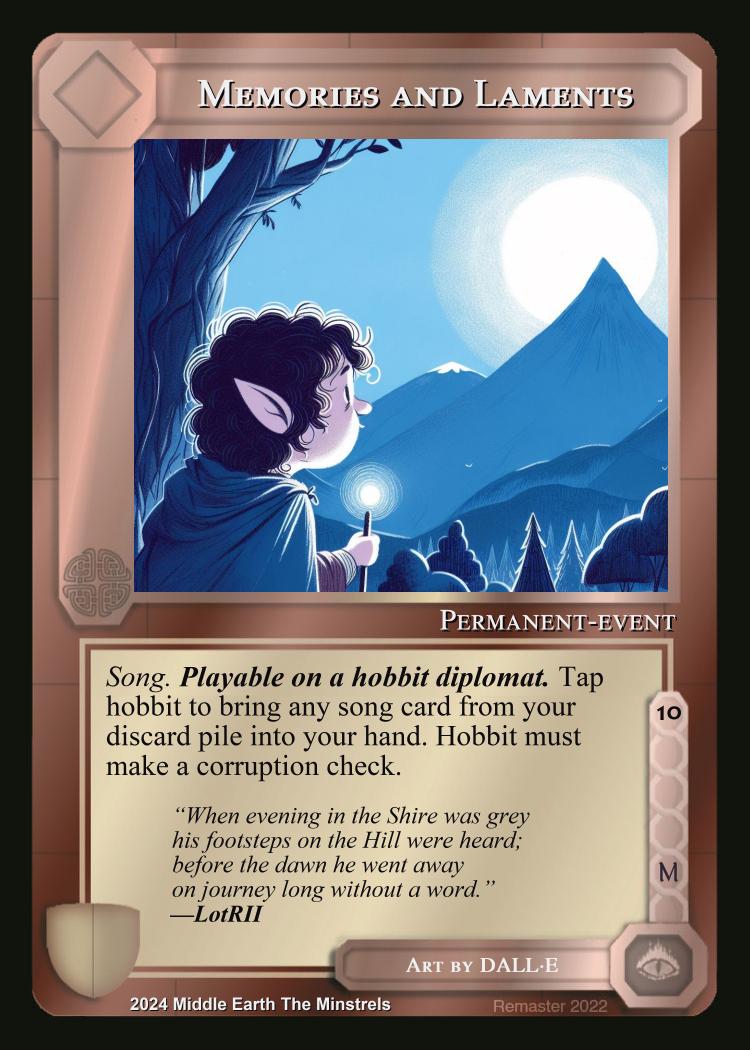 Memories and Laments
Permanent-event
Song. Playable on a hobbit diplomat. Tap
hobbit to bring any song card from your
discard pile into your hand. Hobbit must
make a corruption check.
10
“When evening in the Shire was grey
his footsteps on the Hill were heard;
before the dawn he went away
on journey long without a word.”
—LotRII
M
Art by DALL·E
2024 Middle Earth The Minstrels
Remaster 2022